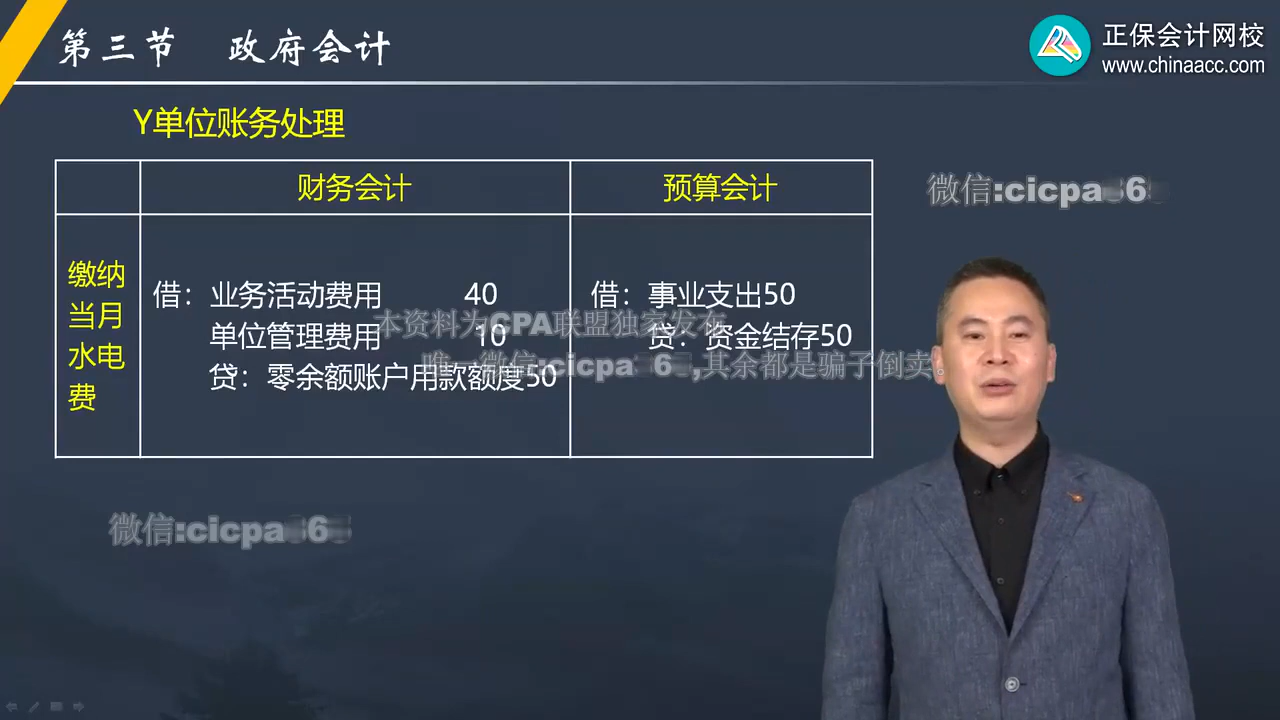 第三节 政府会计
正保会计网校
www.chinaacc.com
Y单位账务处理
财务会计
预算会计
缴纳
当月
水电
费
借：业务活动费用 40
单位管理费用 10
贷：零余额账户用款额度50
借：事业支出50
贷：资金结存50
微信:cicpa
本资料为CPA联盟独家发布
唯一微信:cicpa 6 ,其余都是骗子倒卖。
微信:cicpa